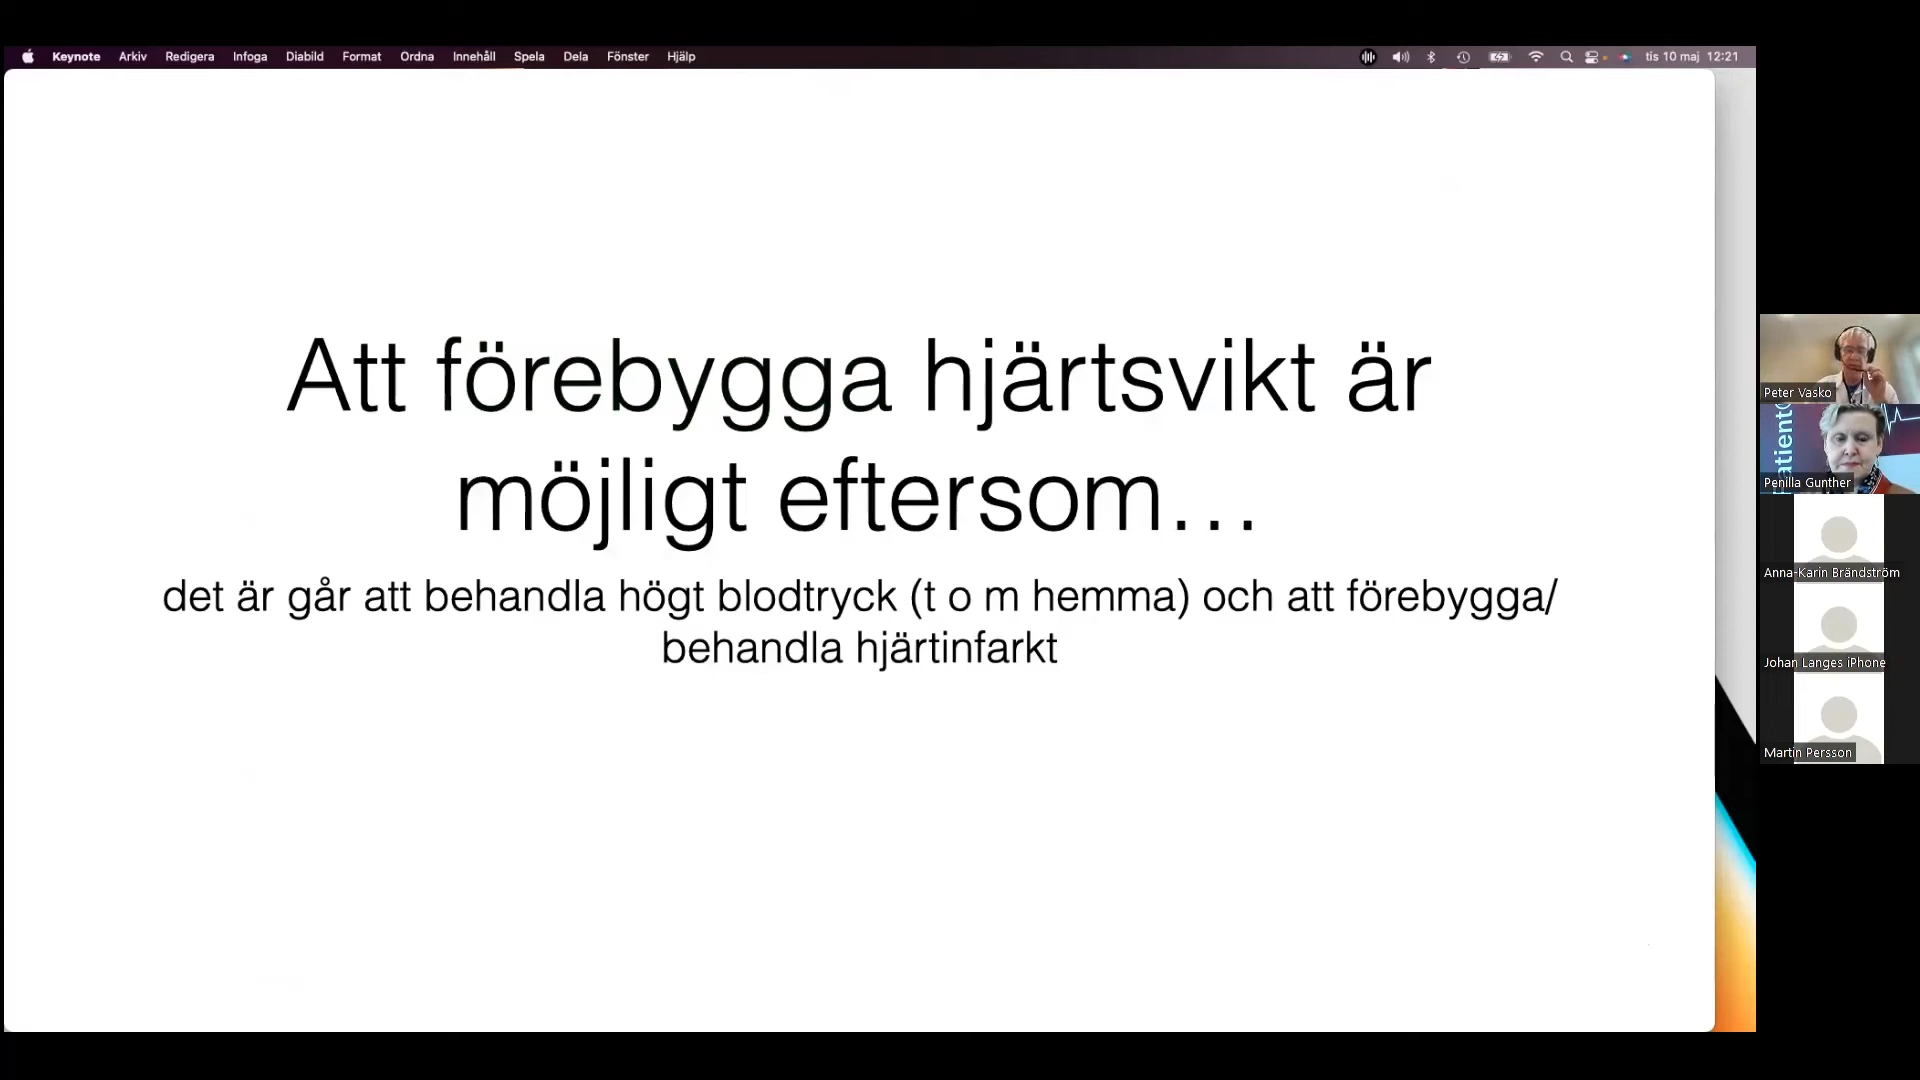 Keynote Arkiv Redigera Infoga Diabild Format Ordna Innehåll Spela Dela Fönster Hjälp tis 10 maj 12:21
Att förebygga hjärtsvikt är
möjligt eftersom…
det är går att behandla högt blodtryck (t o m hemma) och att förebygga/
behandla hjärtinfarkt
Peter Vasko
atient
Penilla Gunther
Anna-Karin Brändström
Johan Langes iPhone
Martin Persson